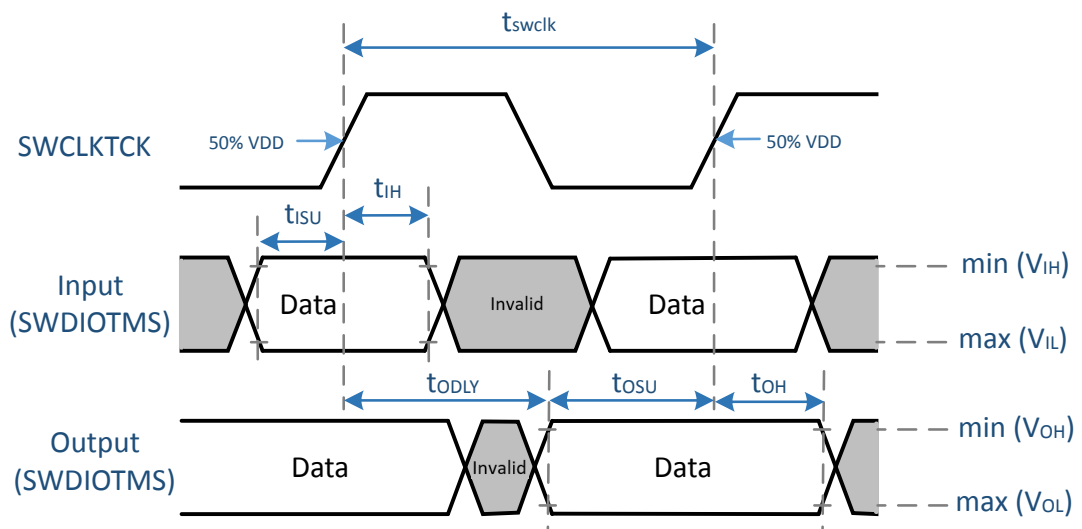 tswclk
SWCLKTCK
50% VDD
50% VDD
tIH
tISU
Input
(SWDIOTMS)
Data
Invalid
Data
min (VIH)
max (VIL)
tODLY
tOSU
tOH
Output
(SWDIOTMS)
Data
Invalid
Data
min (VOH)
max (VOL)